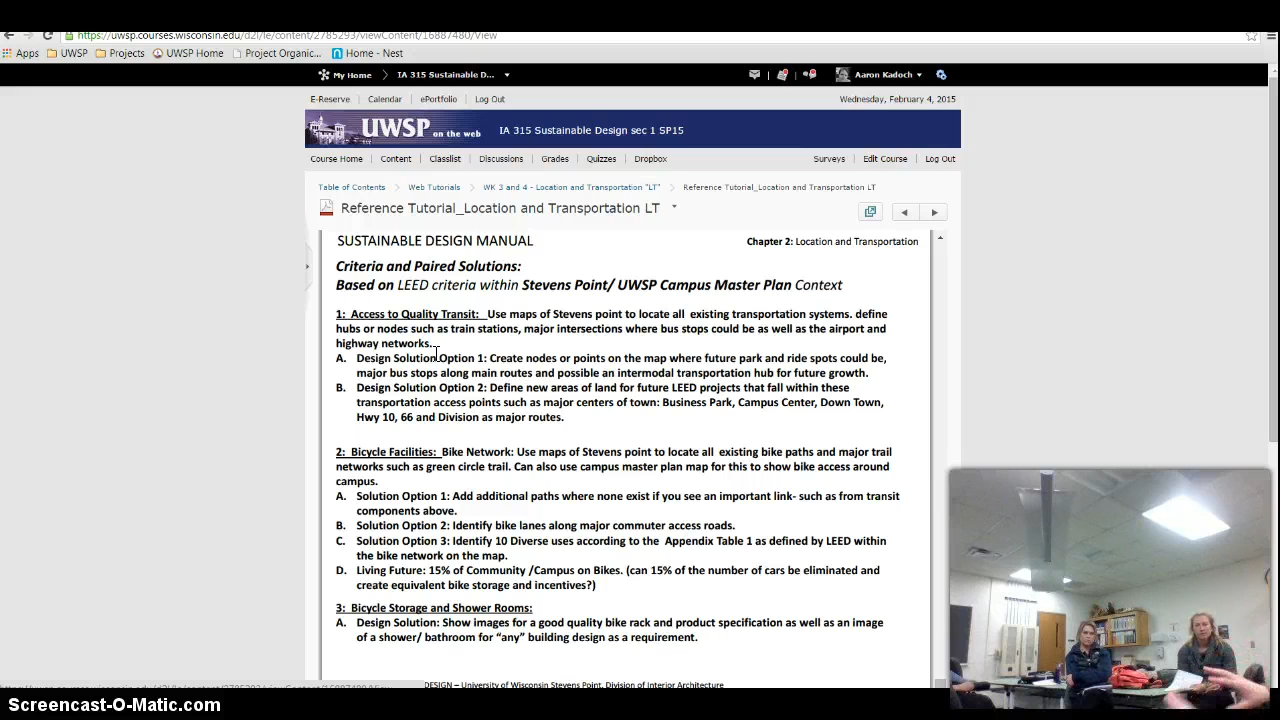 https://uwsp.courses.wisconsin.edu/d2l/le/content/2785293/viewContent/16887480/View
Apps UWSP Projects UWSP Home Project Organic... Home - Nest
My Home IA 315 Sustainable D... Aaron Kadoch
E-Reserve Calendar ePortfolio Log Out Wednesday, February 4, 2015
UWSP on the web IA 315 Sustainable Design sec 1 SP15
Course Home Content Classlist Discussions Grades Quizzes Dropbox Surveys Edit Course Log Out
Table of Contents Web Tutorials WK 3 and 4 - Location and Transportation "LT" Reference Tutorial_Location and Transportation LT
Reference Tutorial_Location and Transportation LT
SUSTAINABLE DESIGN MANUAL Chapter 2: Location and Transportation
Criteria and Paired Solutions:
Based on LEED criteria within Stevens Point/ UWSP Campus Master Plan Context
1: Access to Quality Transit: Use maps of Stevens point to locate all existing transportation systems. define
hubs or nodes such as train stations, major intersections where bus stops could be as well as the airport and
highway networks.
A. Design Solution Option 1: Create nodes or points on the map where future park and ride spots could be,
major bus stops along main routes and possible an intermodal transportation hub for future growth.
B. Design Solution Option 2: Define new areas of land for future LEED projects that fall within these
transportation access points such as major centers of town: Business Park, Campus Center, Down Town,
Hwy 10, 66 and Division as major routes.
2: Bicycle Facilities: Bike Network: Use maps of Stevens point to locate all existing bike paths and major trail
networks such as green circle trail. Can also use campus master plan map for this to show bike access around
campus.
A. Solution Option 1: Add additional paths where none exist if you see an important link- such as from transit
components above.
B. Solution Option 2: Identify bike lanes along major commuter access roads.
C. Solution Option 3: Identify 10 Diverse uses according to the Appendix Table 1 as defined by LEED within
the bike network on the map.
D. Living Future: 15% of Community /Campus on Bikes. (can 15% of the number of cars be eliminated and
create equivalent bike storage and incentives?)
3: Bicycle Storage and Shower Rooms:
A. Design Solution: Show images for a good quality bike rack and product specification as well as an image
of a shower/ bathroom for “any” building design as a requirement.
DESIGN – University of Wisconsin Stevens Point, Division of Interior Architecture
Screencast-O-Matic.com